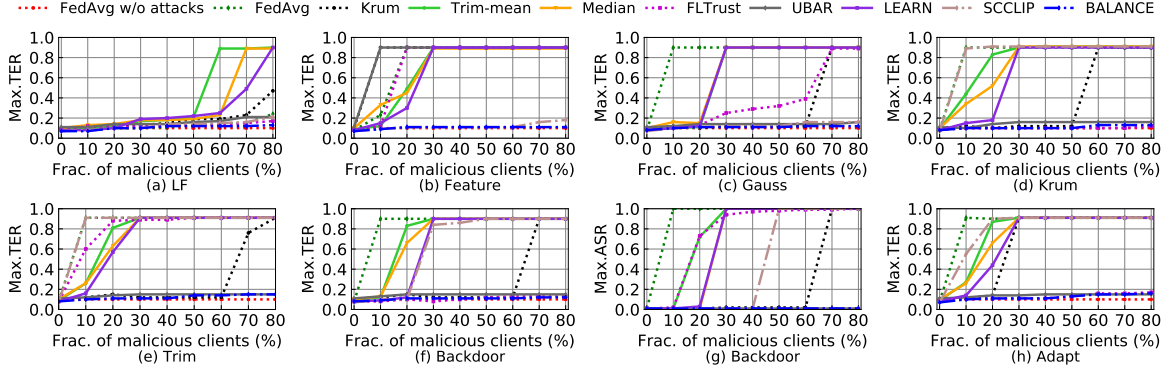 FedAvg w/o attacks FedAvg Krum Trim-mean Median FLTrust UBAR LEARN SCCLIP BALANCE
1.0 1.0 1.0 1.0
0.8 0.8 0.8 0.8
0.6 0.6 0.6 0.6
0.4 0.4 0.4 0.4
0.2 0.2 0.2 0.2
0.0 0.0 0.0 0.0
Max.TER Max.TER Max.TER Max.TER
0 10 20 30 40 50 60 70 80 0 10 20 30 40 50 60 70 80 0 10 20 30 40 50 60 70 80 0 10 20 30 40 50 60 70 80
Frac. of malicious clients (%) Frac. of malicious clients (%) Frac. of malicious clients (%) Frac. of malicious clients (%)
(a) LF (b) Feature (c) Gauss (d) Krum
1.0 1.0 1.0 1.0
0.8 0.8 0.8 0.8
0.6 0.6 0.6 0.6
0.4 0.4 0.4 0.4
0.2 0.2 0.2 0.2
0.0 0.0 0.0 0.0
Max.TER Max.TER Max.ASR Max.TER
0 10 20 30 40 50 60 70 80 0 10 20 30 40 50 60 70 80 0 10 20 30 40 50 60 70 80 0 10 20 30 40 50 60 70 80
Frac. of malicious clients (%) Frac. of malicious clients (%) Frac. of malicious clients (%) Frac. of malicious clients (%)
(e) Trim (f) Backdoor (g) Backdoor (h) Adapt